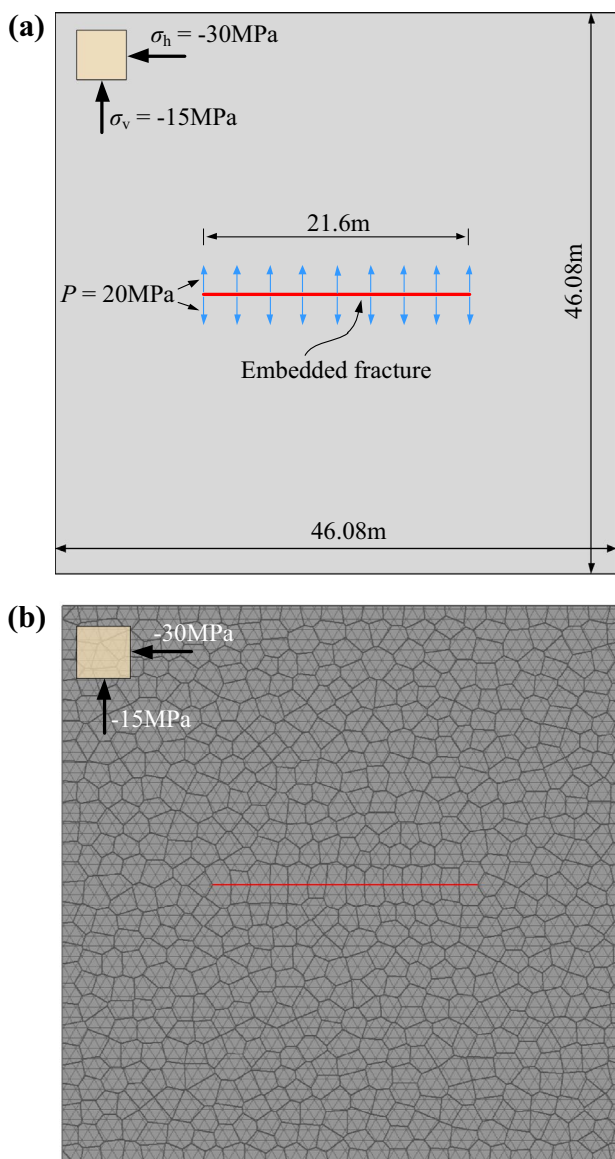 (a)
σh = -30MPa
σv = -15MPa
21.6m
P = 20MPa
46.08m
Embedded fracture
46.08m
(b)
-30MPa
-15MPa